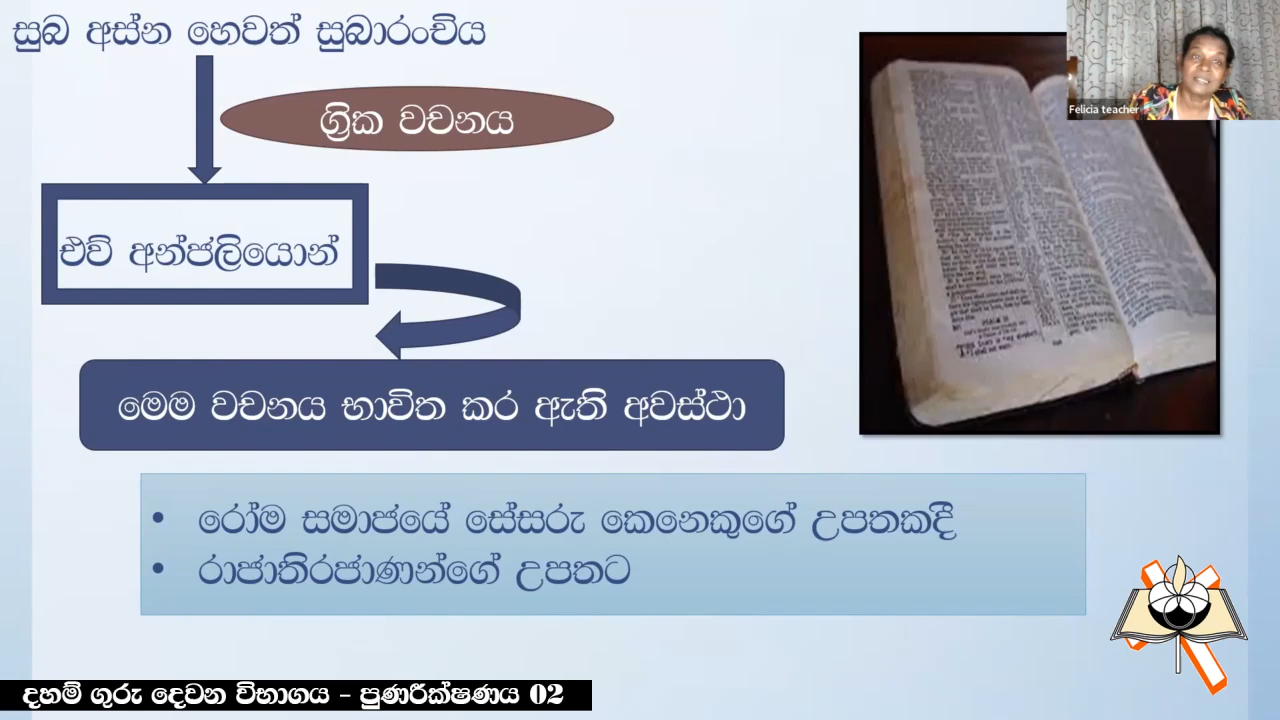 සුබ අස්න හෙවත් සුබාරංචිය
Felicia teacher
ග්‍රික වචනය
එව් අන්ජලියොන්
මෙම වචනය භාවිත කර ඇති අවස්ථා
• රෝම සමාජයේ සේසරු කෙනෙකුගේ උපතකදී
• රාජාතිරජාණන්ගේ උපතට
දහම් ගුරු දෙවන විභාගය - පුණරීක්ෂණය 02